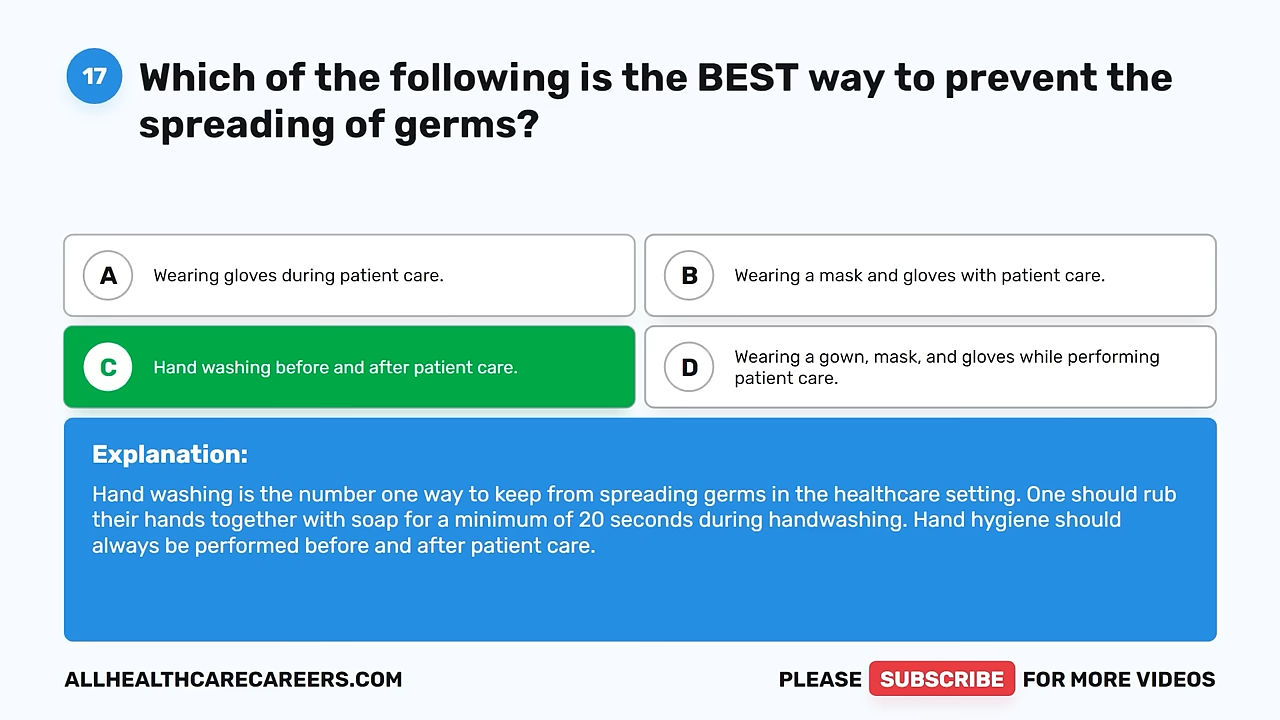 17
Which of the following is the BEST way to prevent the
spreading of germs?
A
Wearing gloves during patient care.
B
Wearing a mask and gloves with patient care.
C
Hand washing before and after patient care.
D
Wearing a gown, mask, and gloves while performing
patient care.
Explanation:
Hand washing is the number one way to keep from spreading germs in the healthcare setting. One should rub
their hands together with soap for a minimum of 20 seconds during handwashing. Hand hygiene should
always be performed before and after patient care.
ALLHEALTHCARECAREERS.COM
PLEASE SUBSCRIBE FOR MORE VIDEOS